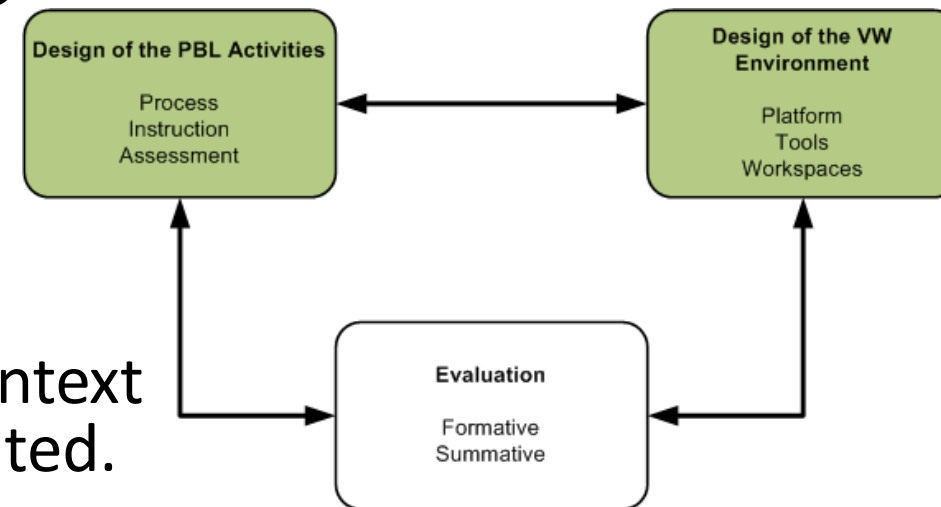 Design of the PBL Activities
Process
Instruction
Assessment
Design of the VW
Environment
Platform
Tools
Workspaces
Evaluation
Formative
Summative
ntext
ted.